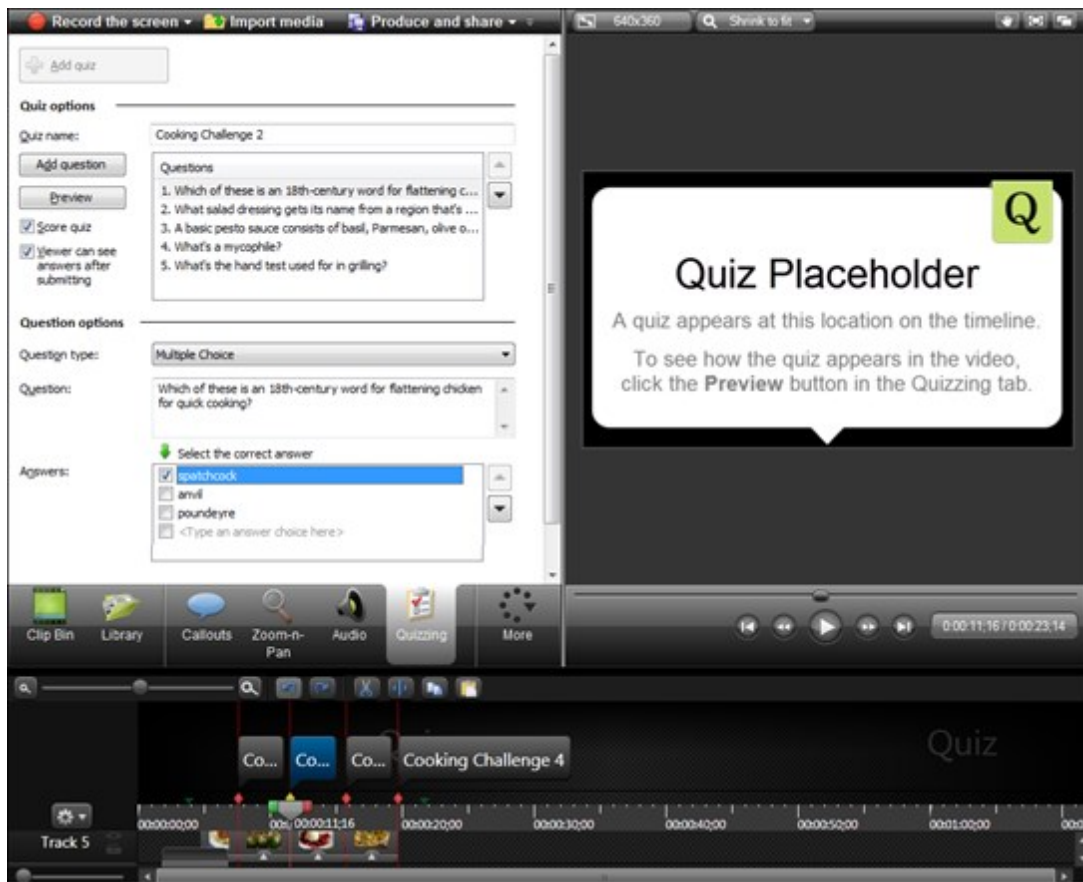 Record the screen
Import media
Produce and share
640x360
Shrink to fit
Add quiz
Quiz options
Quiz name:
Cooking Challenge 2
Add question
Preview
Score quiz
Viewer can see
answers after
submitting
Questions
1. Which of these is an 18th-century word for flattening c...
2. What salad dressing gets its name from a region that's ...
3. A basic pesto sauce consists of basil, Parmesan, olive o...
4. What's a mycophile?
5. What's the hand test used for in grilling?
Question options
Question type:
Multiple Choice
Question:
Which of these is an 18th-century word for flattening chicken
for quick cooking?
Select the correct answer
Answers:
spatchcock
anvil
poundeyre
<Type an answer choice here>
Q
Quiz Placeholder
A quiz appears at this location on the timeline.
To see how the quiz appears in the video,
click the Preview button in the Quizzing tab.
Clip Bin
Library
Callouts
Zoom-n-
Pan
Audio
Quizzing
More
0:00:11;16 / 0:00:23;14
Quiz
Co...
Co...
Co...
Cooking Challenge 4
Track 5
00:00:00;00
00:00:11;16
00:00:20;00
00:00:30;00
00:00:40;00
00:00:50;00
00:01:00;00